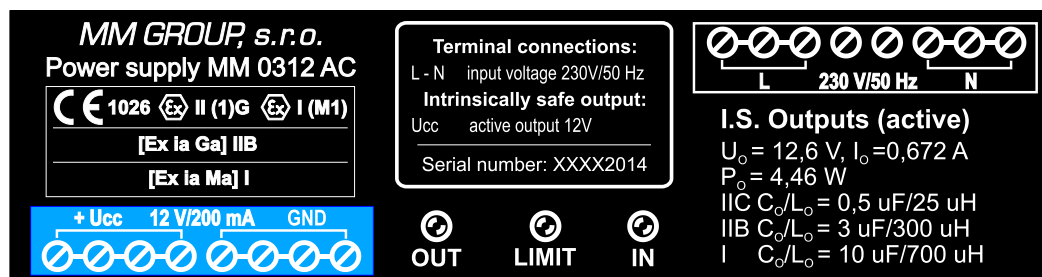 MM GROUP, s.r.o.
Power supply MM 0312 AC
CE 1026 Ex II (1)G Ex I (M1)
[Ex ia Ga] IIB
[Ex ia Ma] I
+ Ucc 12 V/200 mA GND
Terminal connections:
L - N input voltage 230V/50 Hz
Intrinsically safe output:
Ucc active output 12V
Serial number: XXXX2014
OUT LIMIT IN
L 230 V/50 Hz N
I.S. Outputs (active)
Uo = 12,6 V, Io =0,672 A
Po = 4,46 W
IIC Co/Lo = 0,5 uF/25 uH
IIB Co/Lo = 3 uF/300 uH
I Co/Lo = 10 uF/700 uH